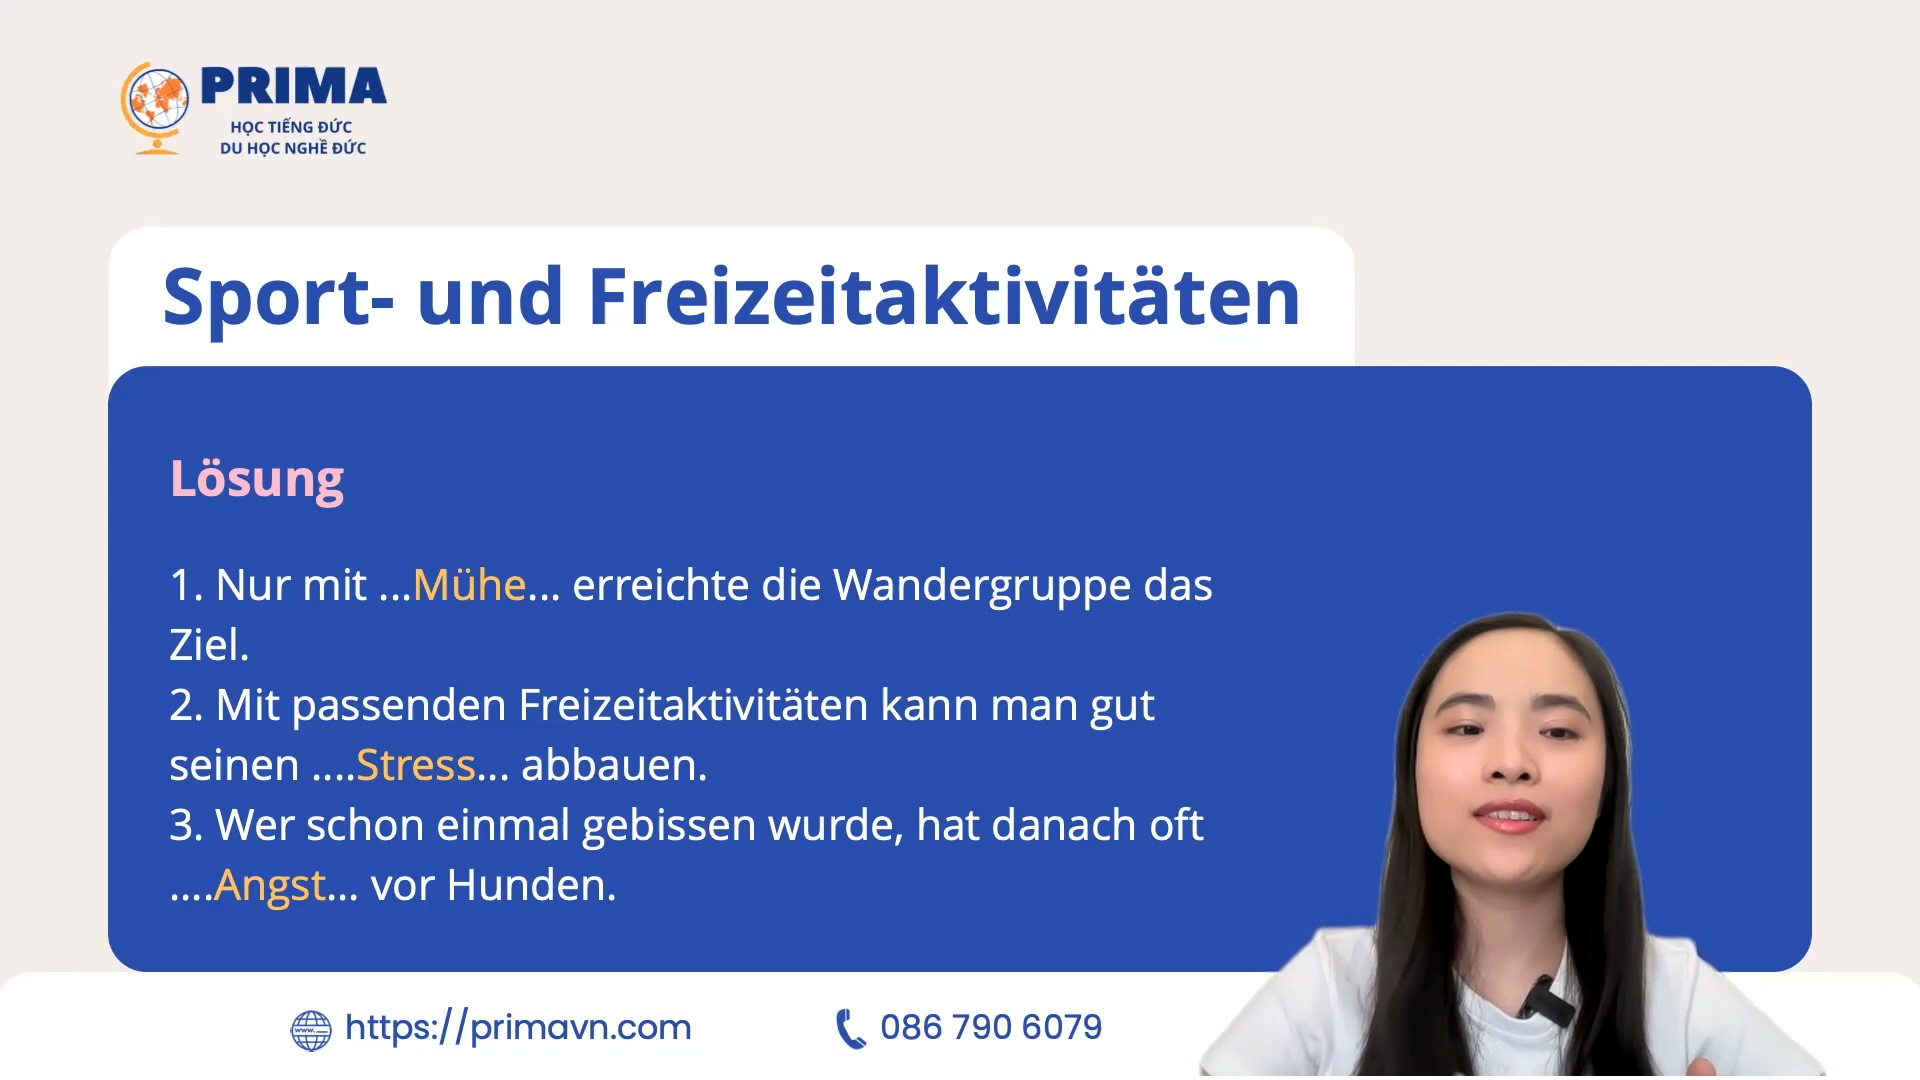 PRIMA
HỌC TIẾNG ĐỨC
DU HỌC NGHỀ ĐỨC
Sport- und Freizeitaktivitäten
Lösung
1. Nur mit ...Mühe... erreichte die Wandergruppe das
Ziel.
2. Mit passenden Freizeitaktivitäten kann man gut
seinen ....Stress... abbauen.
3. Wer schon einmal gebissen wurde, hat danach oft
....Angst... vor Hunden.
www.
https://primavn.com
086 790 6079